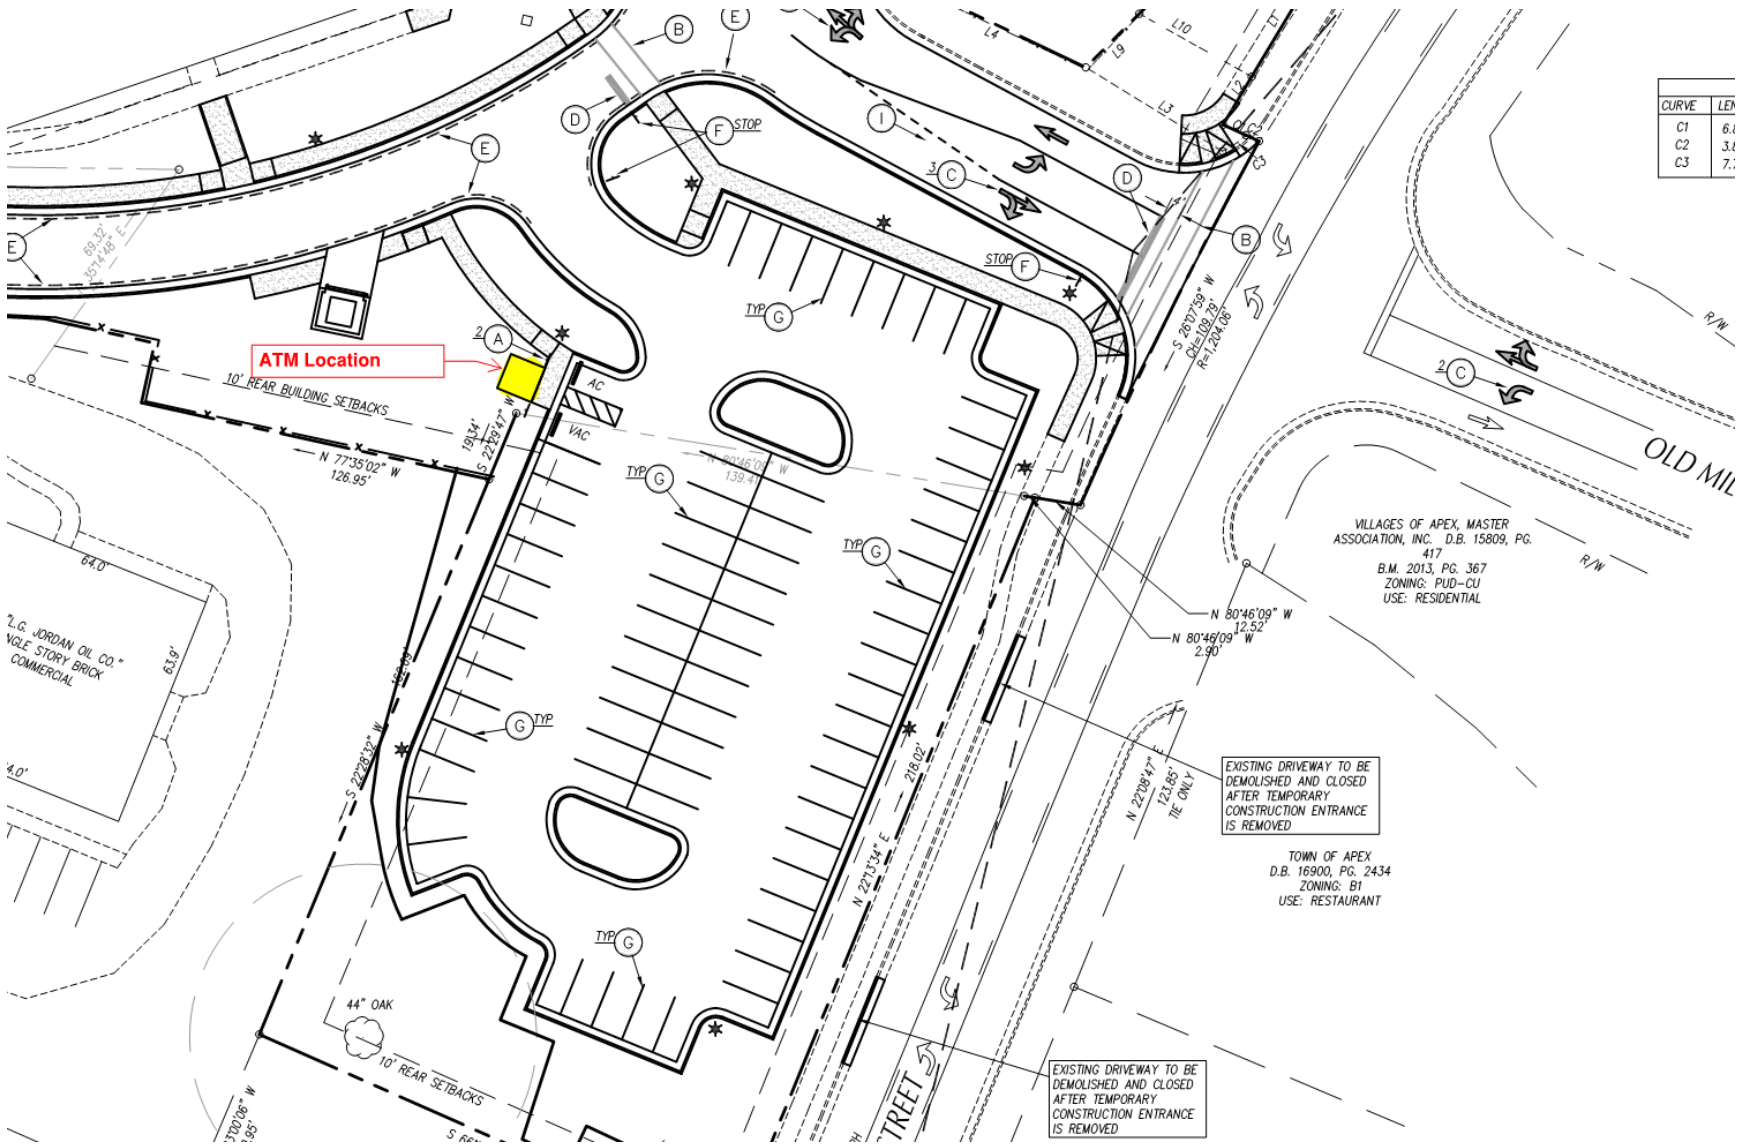 L4
L9
L10
L3
L2
C3
B
E
D
F STOP
I
E
3 C
D
B
STOP F
E
69.32'
35°14'48" E
TYP G
2 A
ATM Location
10' REAR BUILDING SETBACKS
AC
VAC
19.34'
S 22°29'47" W
N 77°35'02" W
126.95'
N 80°46'09" W
TYP G
TYP G
G TYP
TYP G
S 26°07'59" W
CH=109.79'
R=1,204.06'
CURVE
C1
C2
C3
R/W
2 C
OLD MIL
R/W
VILLAGES OF APEX, MASTER
ASSOCIATION, INC. D.B. 15809, PG.
417
B.M. 2013, PG. 367
ZONING: PUD-CU
USE: RESIDENTIAL
N 80°46'09" W
12.52'
N 80°46'09" W
2.90'
64.0'
63.9'
"L.G. JORDAN OIL CO."
NGLE STORY BRICK
COMMERCIAL
4.0'
S 22°28'32" W
218.02'
N 22°13'34" E
N 22°08'47" E
123.85'
TIE ONLY
EXISTING DRIVEWAY TO BE
DEMOLISHED AND CLOSED
AFTER TEMPORARY
CONSTRUCTION ENTRANCE
IS REMOVED
TOWN OF APEX
D.B. 16900, PG. 2434
ZONING: B1
USE: RESTAURANT
44" OAK
10' REAR SETBACKS
3°00'06" W
STREET
EXISTING DRIVEWAY TO BE
DEMOLISHED AND CLOSED
AFTER TEMPORARY
CONSTRUCTION ENTRANCE
IS REMOVED